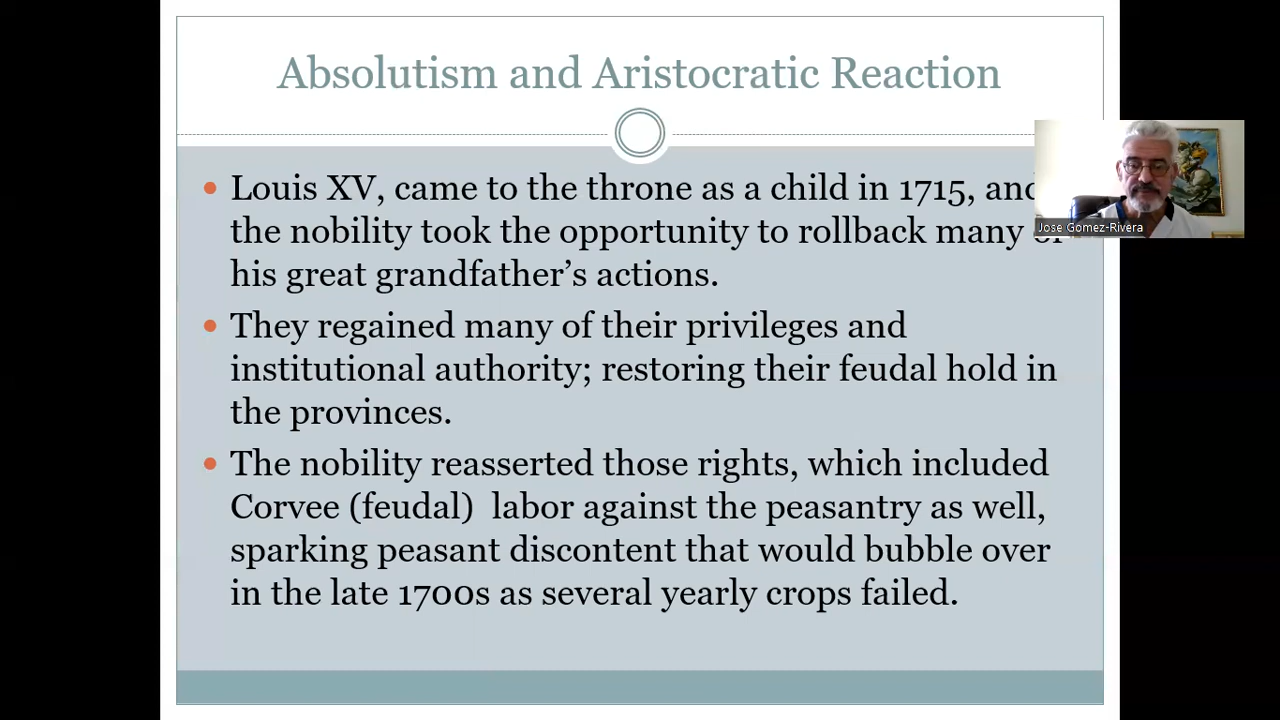 Absolutism and Aristocratic Reaction
Louis XV, came to the throne as a child in 1715, and
the nobility took the opportunity to rollback many of
his great grandfather's actions.
They regained many of their privileges and
institutional authority; restoring their feudal hold in
the provinces.
The nobility reasserted those rights, which included
Corvee (feudal)  labor against the peasantry as well,
sparking peasant discontent that would bubble over
in the late 1700s as several yearly crops failed.
Jose Gomez-Rivera